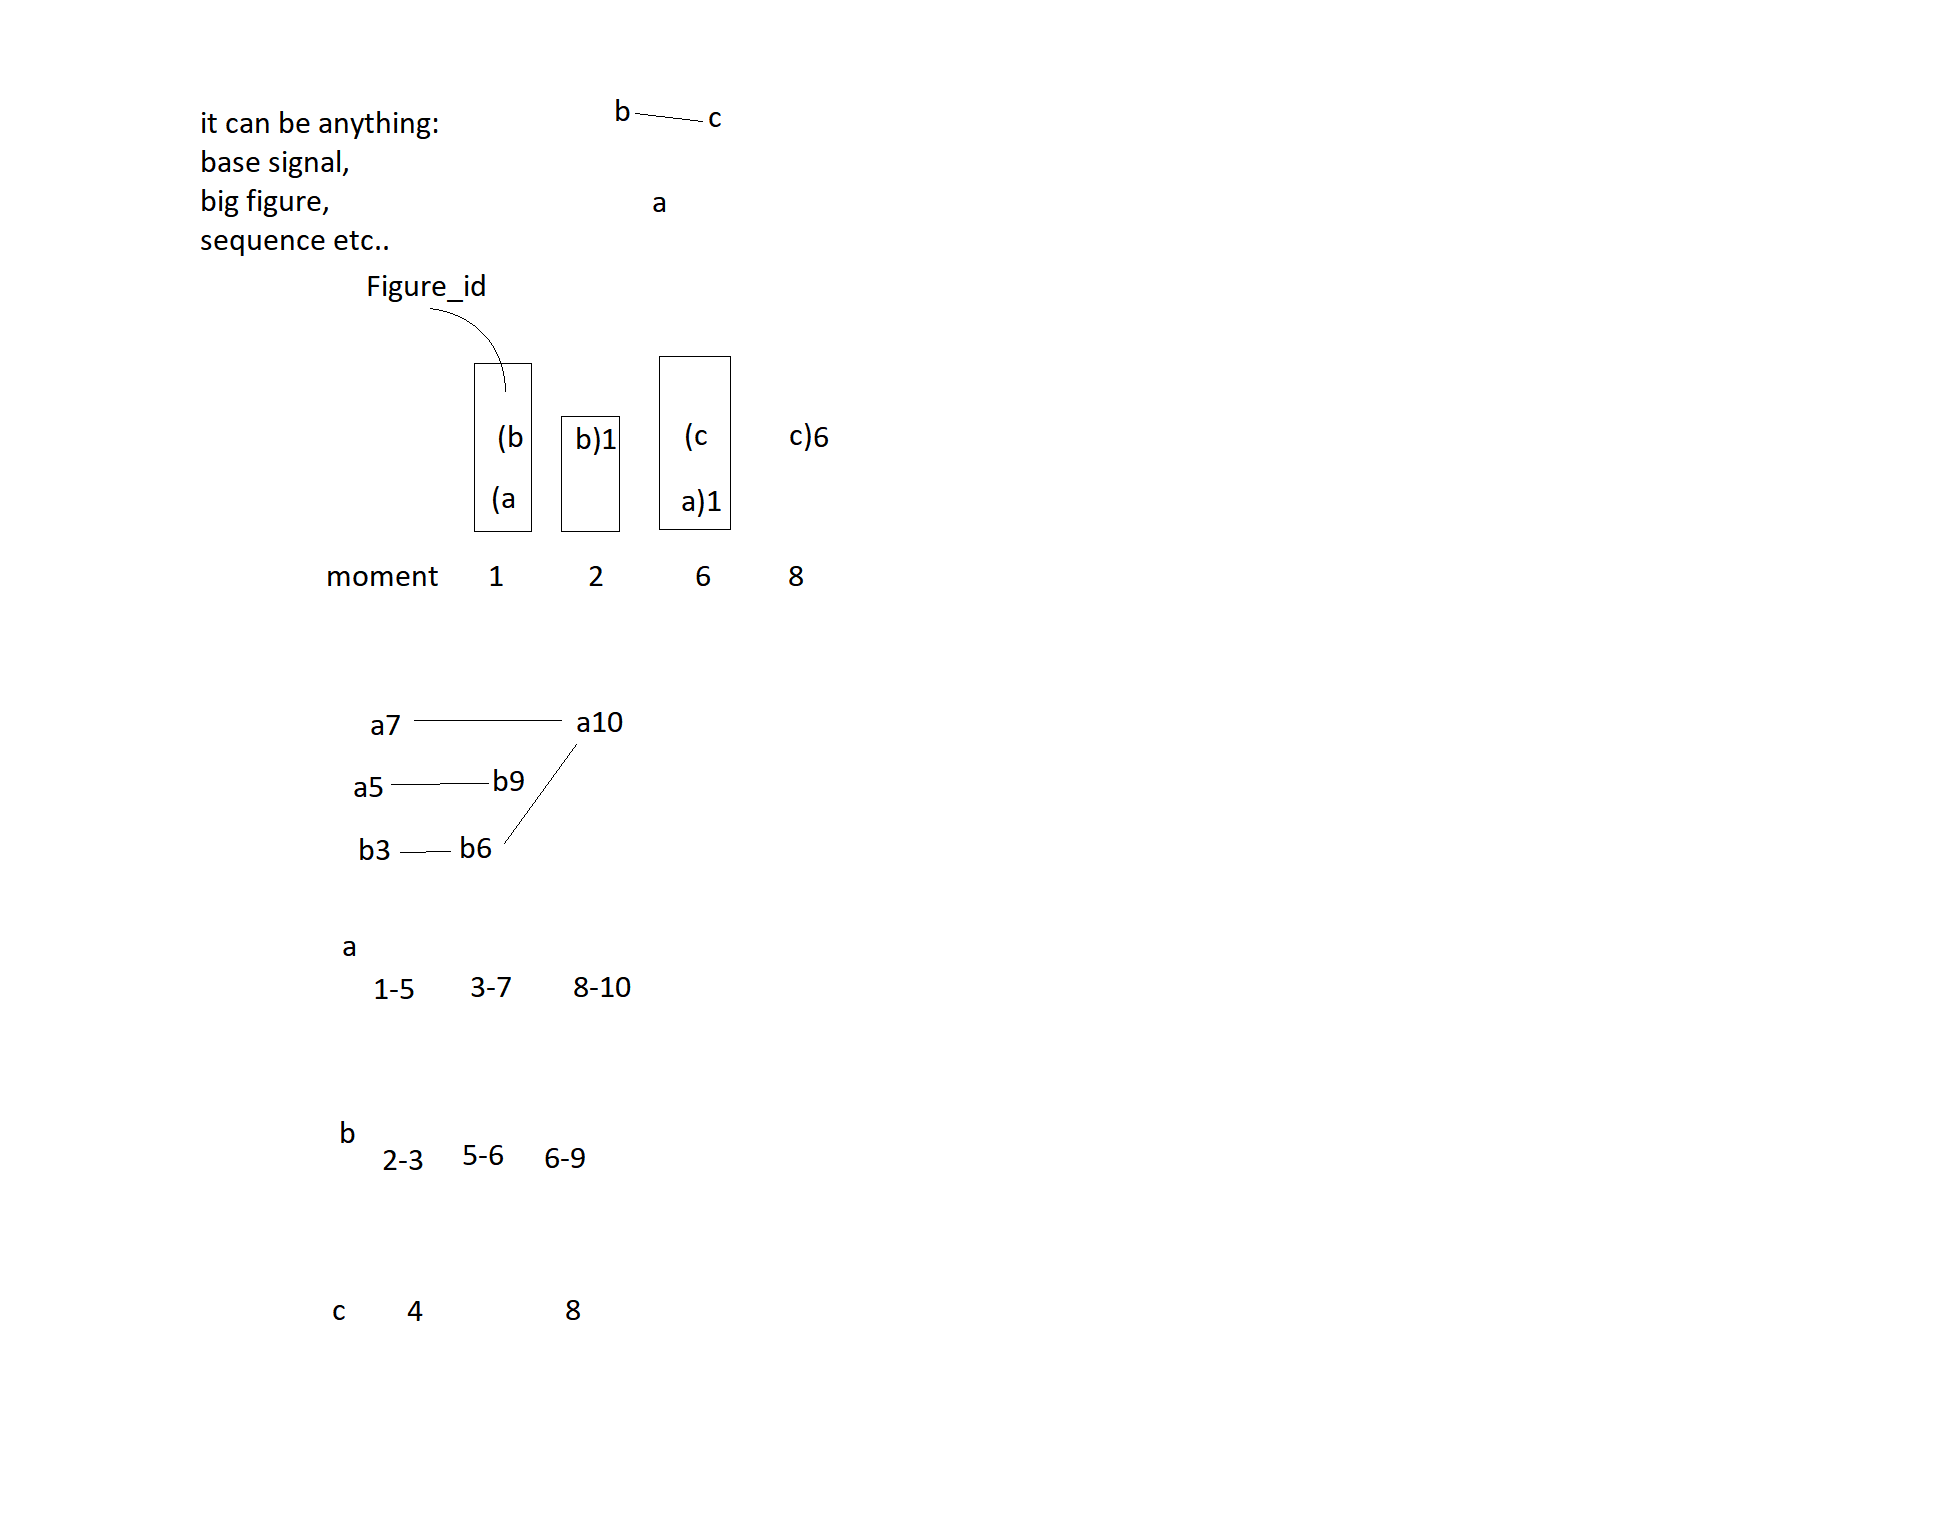 it can be anything:
base signal,
big figure,
sequence etc..
b c
a
Figure_id
(b b)1 (c c)6
(a a)1
moment 1 2 6 8
a7 a10
a5 b9
b3 b6
a
1-5 3-7 8-10
b
2-3 5-6 6-9
c 4 8